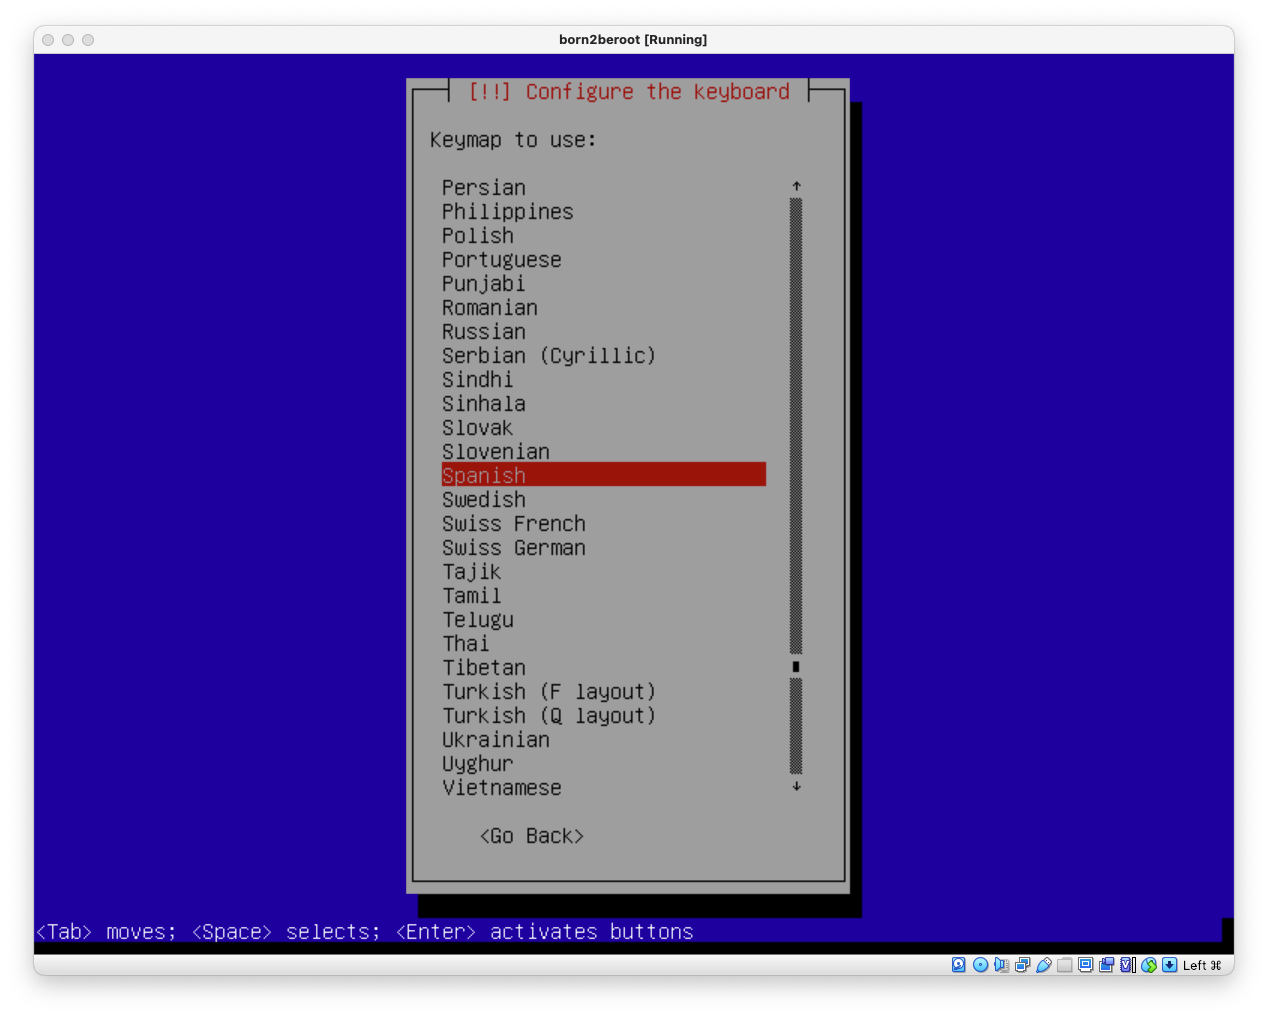 born2beroot [Running]
[!!] Configure the keyboard
Keymap to use:
Persian
Philippines
Polish
Portuguese
Punjabi
Romanian
Russian
Serbian (Cyrillic)
Sindhi
Sinhala
Slovak
Slovenian
Spanish
Swedish
Swiss French
Swiss German
Tajik
Tamil
Telugu
Thai
Tibetan
Turkish (F layout)
Turkish (Q layout)
Ukrainian
Uyghur
Vietnamese
<Go Back>
<Tab> moves; <Space> selects; <Enter> activates buttons
Left ⌘